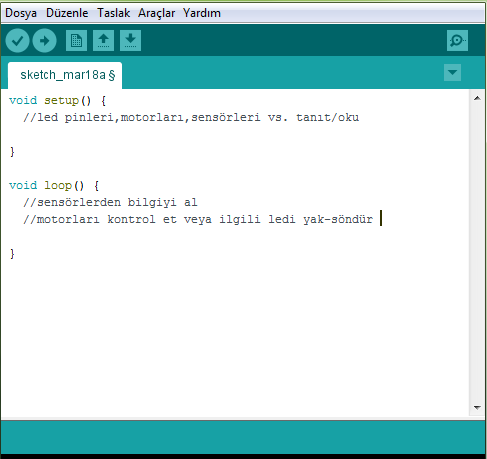 Dosya Düzenle Taslak Araçlar Yardım
sketch_mar18a §
void setup() {
//led pinleri,motorları,sensörleri vs. tanıt/oku
}
void loop() {
//sensörlerden bilgiyi al
//motorları kontrol et veya ilgili ledi yak-söndür
}